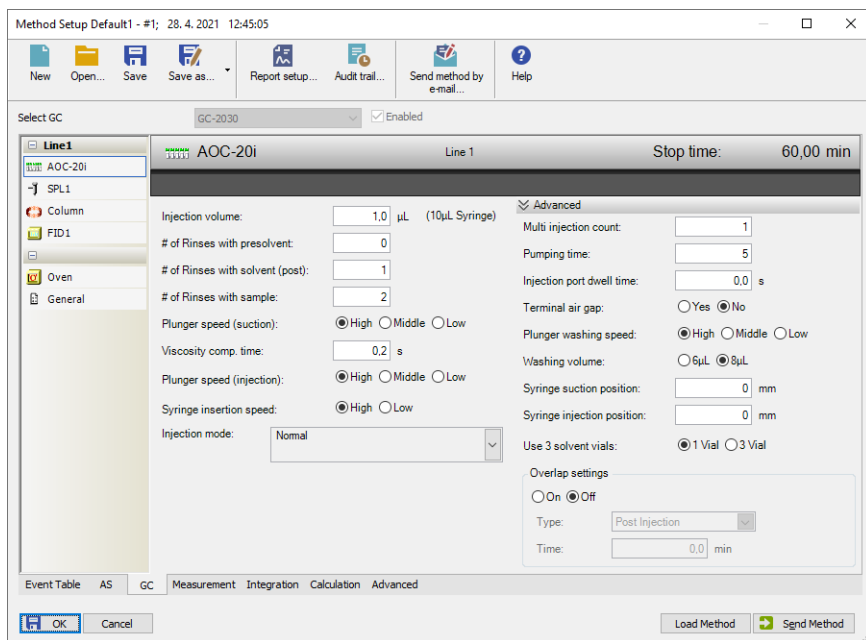 Method Setup Default1 - #1; 28. 4. 2021 12:45:05
New Open... Save Save as... Report setup... Audit trail... Send method by e-mail... Help
Select GC GC-2030 Enabled
Line1
AOC-20i
SPL1
Column
FID1
Oven
General
AOC-20i Line 1 Stop time: 60,00 min
Injection volume: 1,0 µL (10µL Syringe)
# of Rinses with presolvent: 0
# of Rinses with solvent (post): 1
# of Rinses with sample: 2
Plunger speed (suction): High Middle Low
Viscosity comp. time: 0,2 s
Plunger speed (injection): High Middle Low
Syringe insertion speed: High Low
Injection mode: Normal
Advanced
Multi injection count: 1
Pumping time: 5
Injection port dwell time: 0,0 s
Terminal air gap: Yes No
Plunger washing speed: High Middle Low
Washing volume: 6µL 8µL
Syringe suction position: 0 mm
Syringe injection position: 0 mm
Use 3 solvent vials: 1 Vial 3 Vial
Overlap settings
On Off
Type: Post Injection
Time: 0,0 min
Event Table AS GC Measurement Integration Calculation Advanced
OK Cancel Load Method Send Method